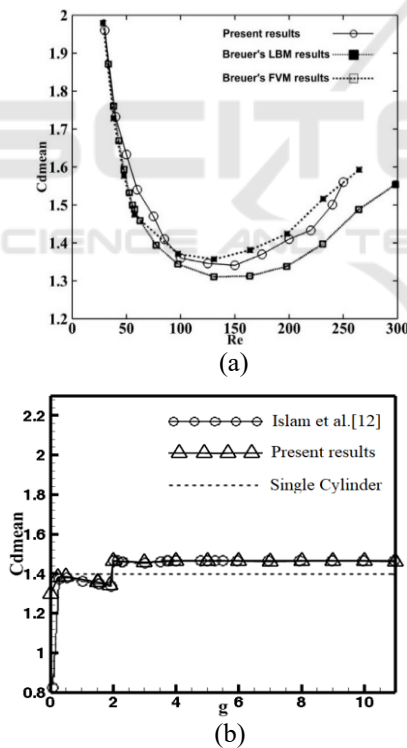 2
1.9
1.8
1.7
1.6
1.5
1.4
1.3
1.2
Cdmean
Present results
Breuer's LBM results
Breuer's FVM results
0 50 100 150 200 250 300
Re
(a)
2.2
2
1.8
1.6
1.4
1.2
1
0.8
Cdmean
Islam et al.[12]
Present results
Single Cylinder
0 2 4 6 8 10
g
(b)